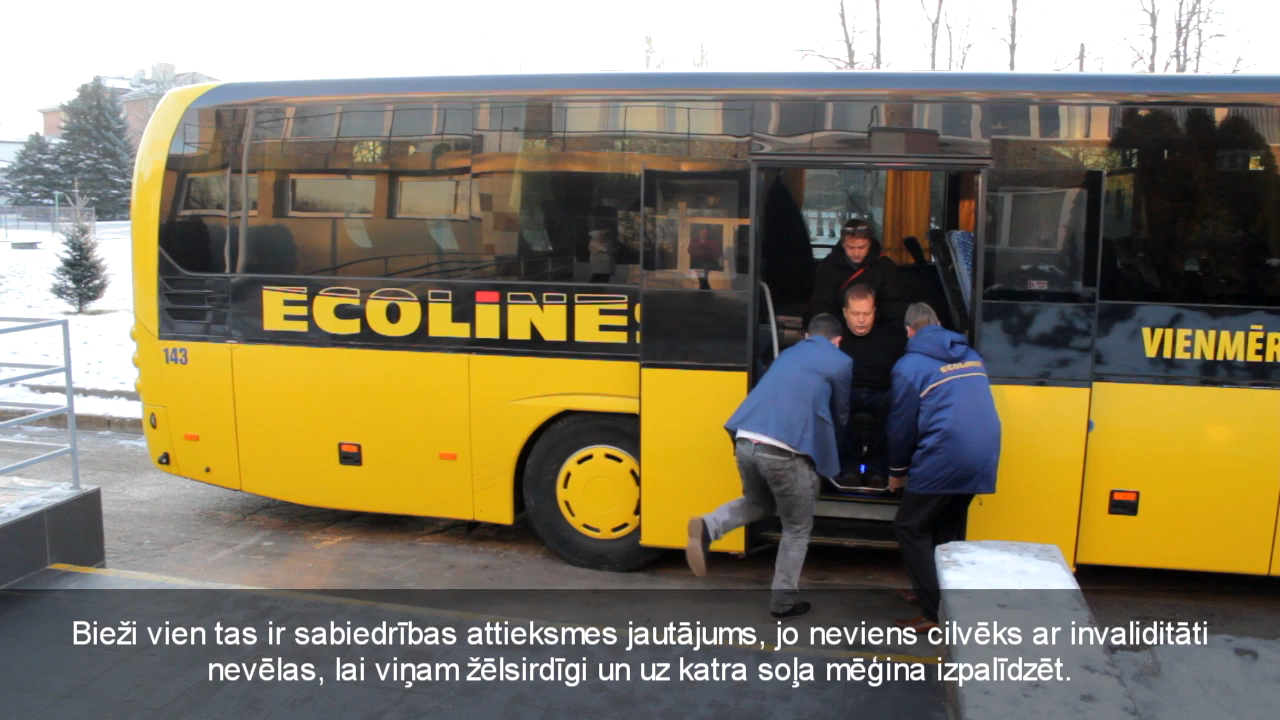 ECOLINES
VIENMĒR
143
ECOLINES
Bieži vien tas ir sabiedrības attieksmes jautājums, jo neviens cilvēks ar invaliditāti
nevēlas, lai viņam žēlsirdīgi un uz katra soļa mēģina izpalīdzēt.